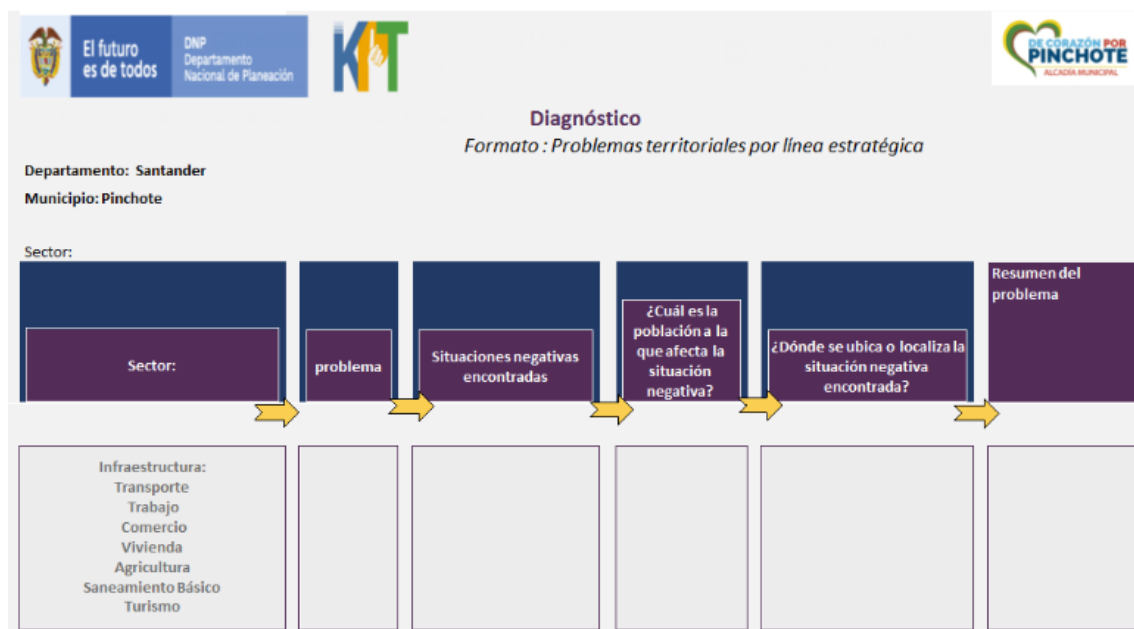 El futuro
es de todos
DNP
Departamento
Nacional de Planeación
KPT
DE CORAZÓN POR
PINCHOTE
ALCADÍA MUNICIPAL
Diagnóstico
Formato : Problemas territoriales por línea estratégica
Departamento: Santander
Municipio: Pinchote
Sector:
Sector:
problema
Situaciones negativas
encontradas
¿Cuál es la
población a la
que afecta la
situación
negativa?
¿Dónde se ubica o localiza la
situación negativa
encontrada?
Resumen del
problema
Infraestructura:
Transporte
Trabajo
Comercio
Vivienda
Agricultura
Saneamiento Básico
Turismo